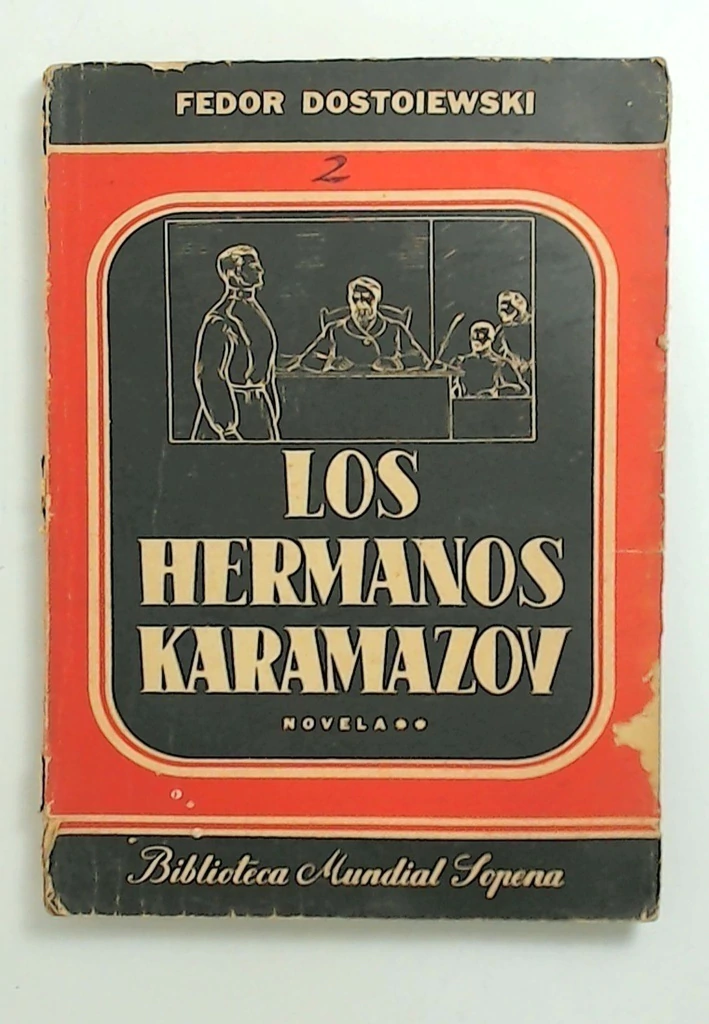 FEDOR DOSTOIEWSKI
2
LOS
HERMANOS
KARAMAZOV
NOVELA**
Biblioteca Mundial Sopena